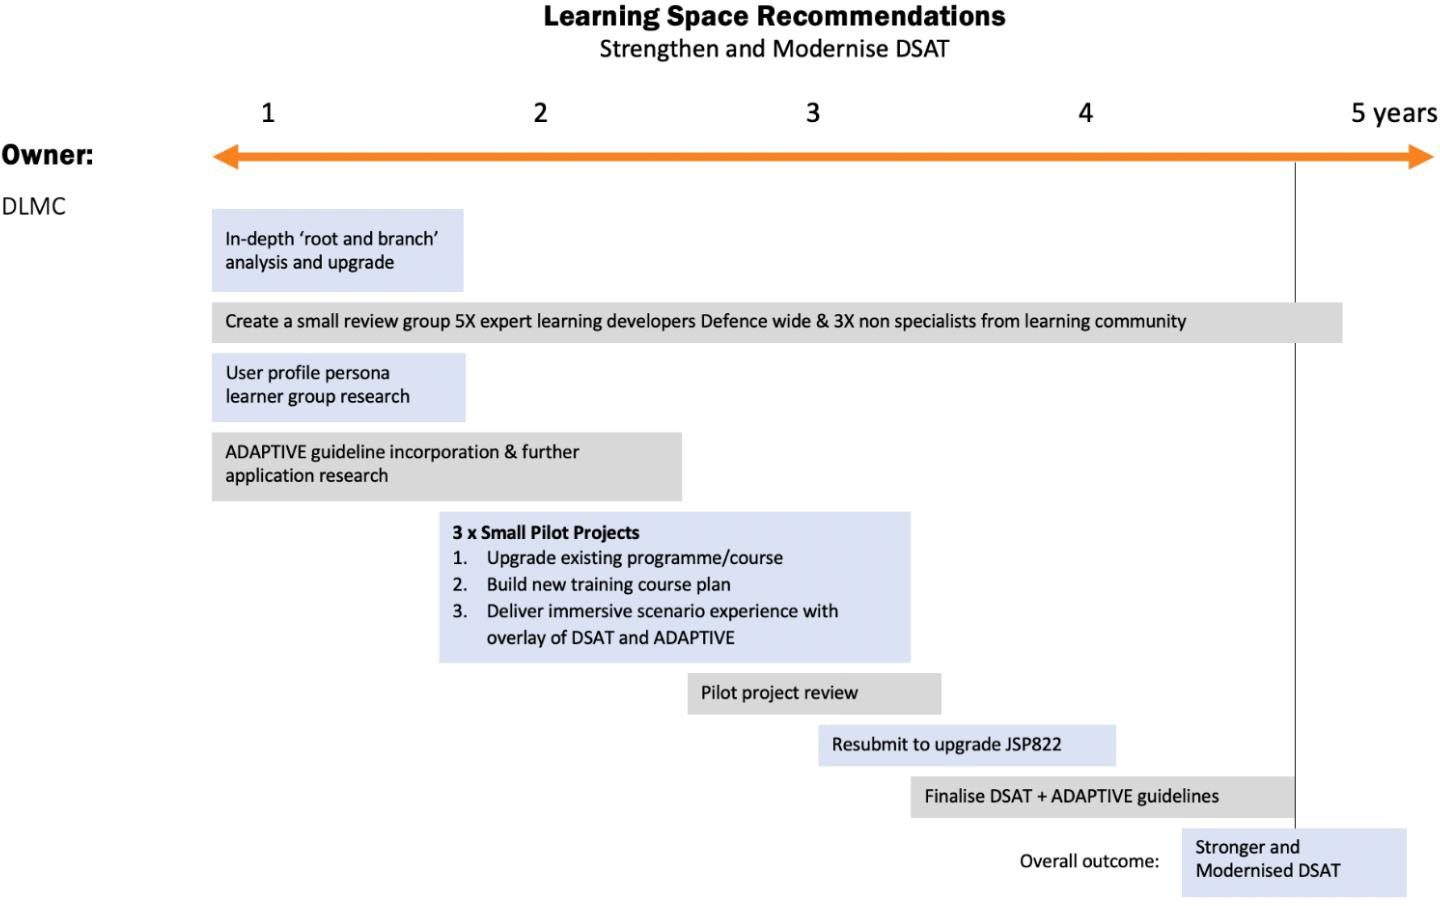 Learning Space Recommendations
Strengthen and Modernise DSAT
1 2 3 4 5 years
Owner:
DLMC
In-depth ‘root and branch’
analysis and upgrade
Create a small review group 5X expert learning developers Defence wide & 3X non specialists from learning community
User profile persona
learner group research
ADAPTIVE guideline incorporation & further
application research
3 x Small Pilot Projects
1. Upgrade existing programme/course
2. Build new training course plan
3. Deliver immersive scenario experience with
overlay of DSAT and ADAPTIVE
Pilot project review
Resubmit to upgrade JSP822
Finalise DSAT + ADAPTIVE guidelines
Overall outcome:
Stronger and
Modernised DSAT